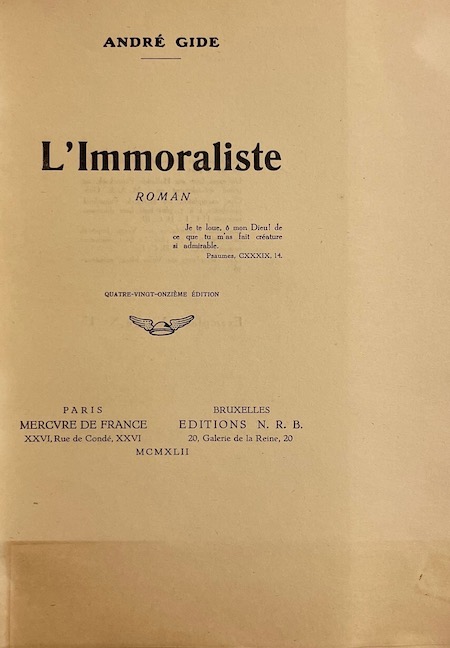 ANDRÉ GIDE
L'Immoraliste
ROMAN
Je te loue, ô mon Dieu! de
ce que tu m'as fait créature
si admirable.
Psaumes, CXXXIX, 14.
QUATRE-VINGT-ONZIÈME ÉDITION
PARIS
MERCVRE DE FRANCE
XXVI, Rue de Condé, XXVI
BRUXELLES
EDITIONS N. R. B.
20, Galerie de la Reine, 20
MCMXLII